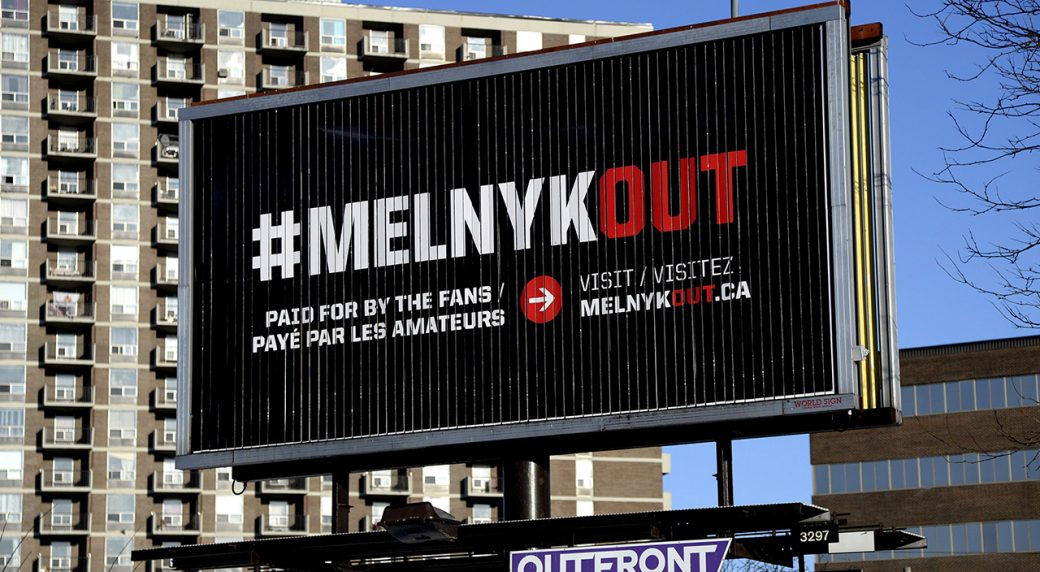 #MELNYKOUT
PAID FOR BY THE FANS /
PAYÉ PAR LES AMATEURS
VISIT / VISITEZ
MELNYKOUT.CA
WORLD SIGN
3297
OUTFRONT